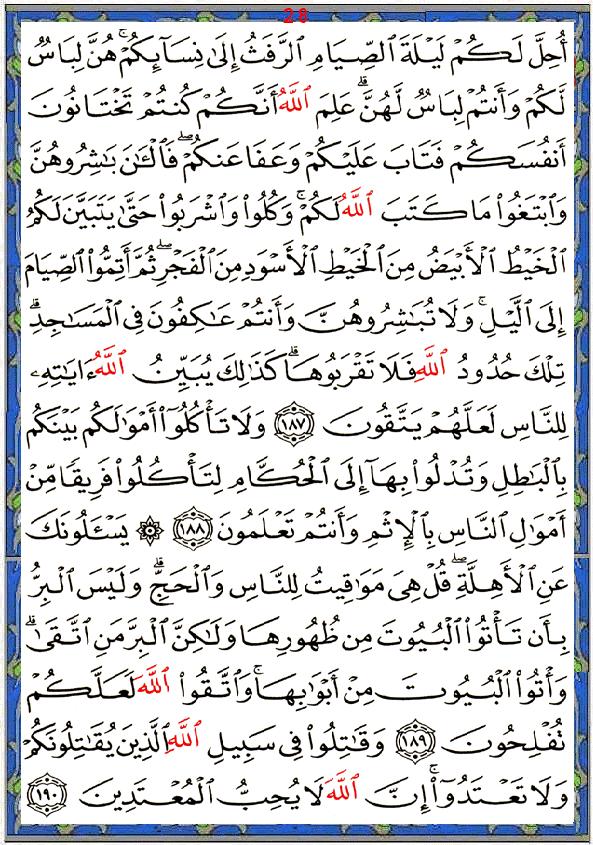 28
أُحِلَّ لَكُمْ لَيْلَةَ ٱلصِّيَامِ ٱلرَّفَثُ إِلَىٰ نِسَآئِكُمْ ۚ هُنَّ لِبَاسٌ
لَّكُمْ وَأَنتُمْ لِبَاسٌ لَّهُنَّ ۗ عَلِمَ ٱللَّهُ أَنَّكُمْ كُنتُمْ تَخْتَانُونَ
أَنفُسَكُمْ فَتَابَ عَلَيْكُمْ وَعَفَا عَنكُمْ ۖ فَٱلْـَٰٔنَ بَـٰشِرُوهُنَّ
وَٱبْتَغُوا۟ مَا كَتَبَ ٱللَّهُ لَكُمْ ۚ وَكُلُوا۟ وَٱشْرَبُوا۟ حَتَّىٰ يَتَبَيَّنَ لَكُمُ
ٱلْخَيْطُ ٱلْأَبْيَضُ مِنَ ٱلْخَيْطِ ٱلْأَسْوَدِ مِنَ ٱلْفَجْرِ ۖ ثُمَّ أَتِمُّوا۟ ٱلصِّيَامَ
إِلَى ٱلَّيْلِ ۚ وَلَا تُبَـٰشِرُوهُنَّ وَأَنتُمْ عَـٰكِفُونَ فِى ٱلْمَسَـٰجِدِ ۗ
تِلْكَ حُدُودُ ٱللَّهِ فَلَا تَقْرَبُوهَا ۗ كَذَٰلِكَ يُبَيِّنُ ٱللَّهُ ءَايَـٰتِهِۦ
لِلنَّاسِ لَعَلَّهُمْ يَتَّقُونَ ١٨٧ وَلَا تَأْكُلُوٓا۟ أَمْوَٰلَكُم بَيْنَكُم
بِٱلْبَـٰطِلِ وَتُدْلُوا۟ بِهَآ إِلَى ٱلْحُكَّامِ لِتَأْكُلُوا۟ فَرِيقًا مِّنْ
أَمْوَٰلِ ٱلنَّاسِ بِٱلْإِثْمِ وَأَنتُمْ تَعْلَمُونَ ١٨٨ ۞ يَسْـَٔلُونَكَ
عَنِ ٱلْأَهِلَّةِ ۖ قُلْ هِىَ مَوَٰقِيتُ لِلنَّاسِ وَٱلْحَجِّ ۗ وَلَيْسَ ٱلْبِرُّ
بِأَن تَأْتُوا۟ ٱلْبُيُوتَ مِن ظُهُورِهَا وَلَـٰكِنَّ ٱلْبِرَّ مَنِ ٱتَّقَىٰ ۗ
وَأْتُوا۟ ٱلْبُيُوتَ مِنْ أَبْوَٰبِهَا ۚ وَٱتَّقُوا۟ ٱللَّهَ لَعَلَّكُمْ
تُفْلِحُونَ ١٨٩ وَقَـٰتِلُوا۟ فِى سَبِيلِ ٱللَّهِ ٱلَّذِينَ يُقَـٰتِلُونَكُمْ
وَلَا تَعْتَدُوٓا۟ ۚ إِنَّ ٱللَّهَ لَا يُحِبُّ ٱلْمُعْتَدِينَ ١٩٠